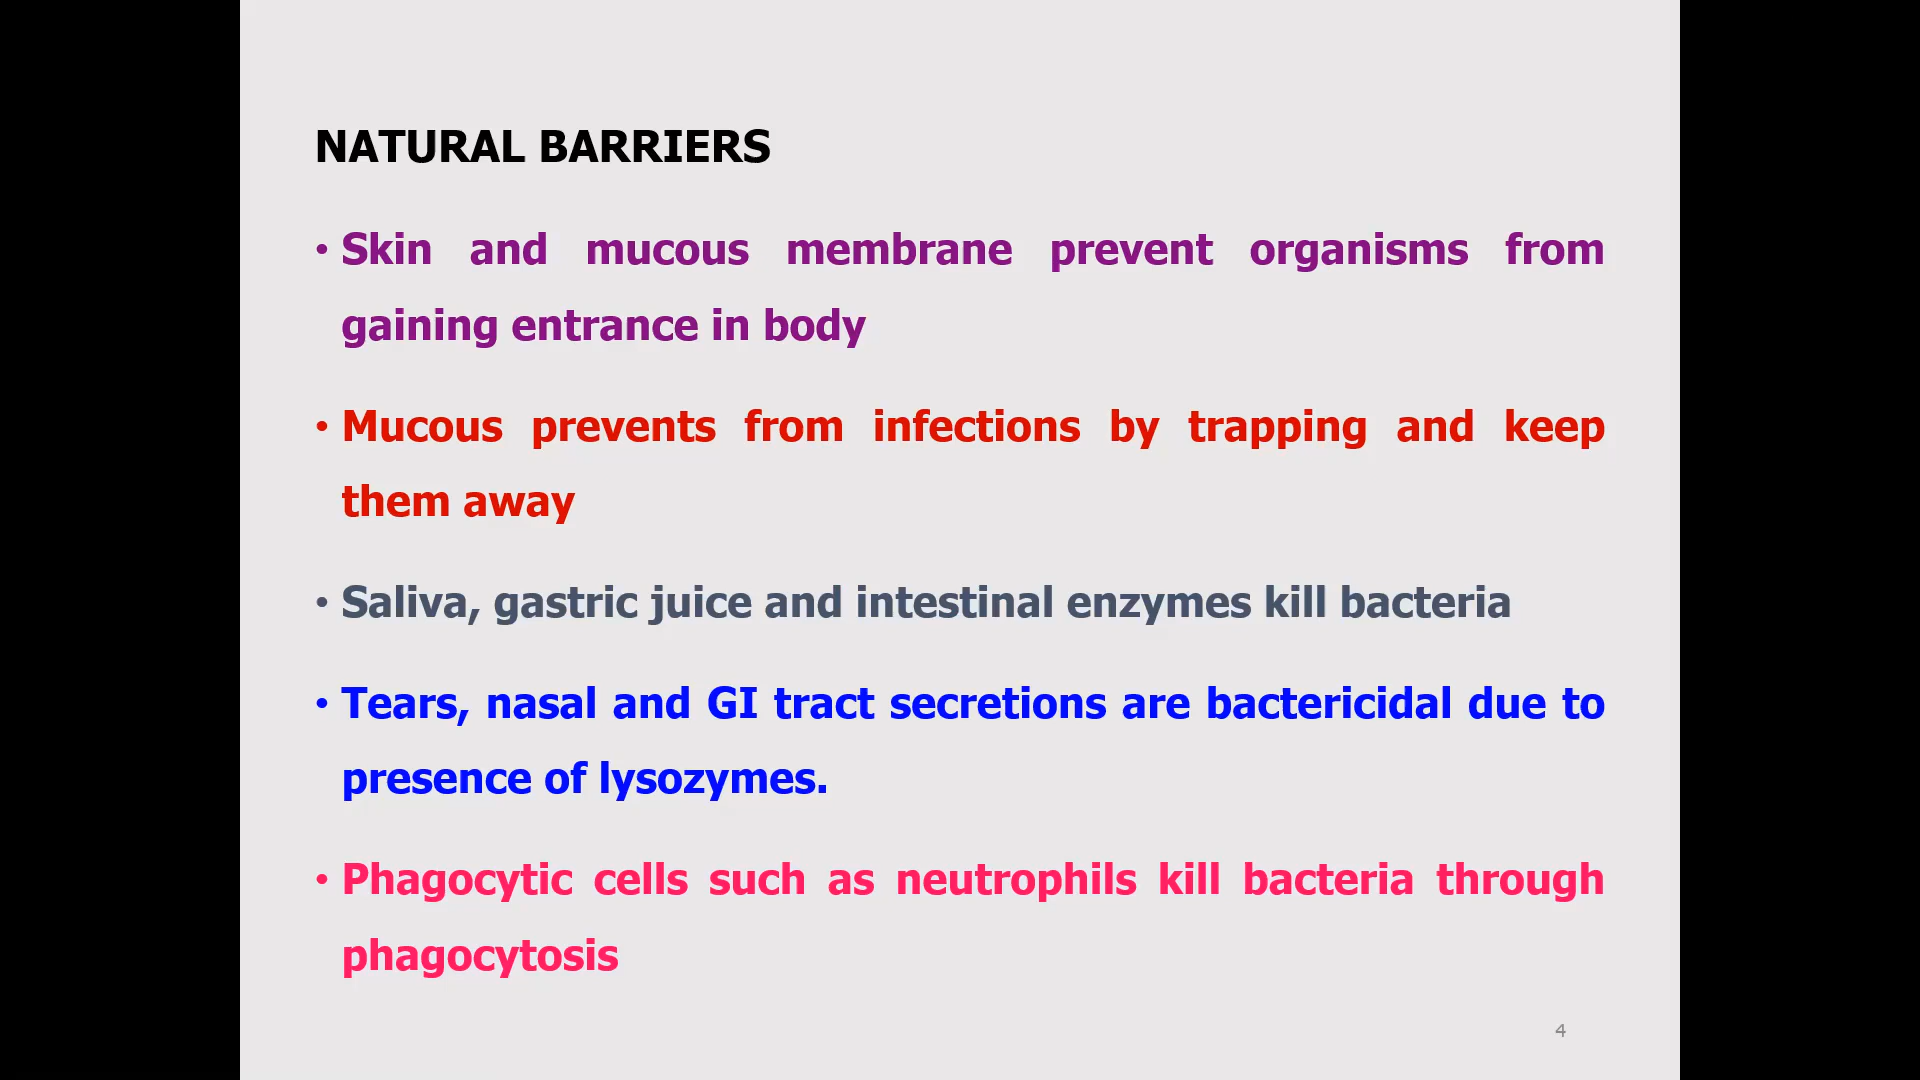 NATURAL BARRIERS
• Skin and mucous membrane prevent organisms from
gaining entrance in body
• Mucous prevents from infections by trapping and keep
them away
• Saliva, gastric juice and intestinal enzymes kill bacteria
• Tears, nasal and GI tract secretions are bactericidal due to
presence of lysozymes.
• Phagocytic cells such as neutrophils kill bacteria through
phagocytosis
4